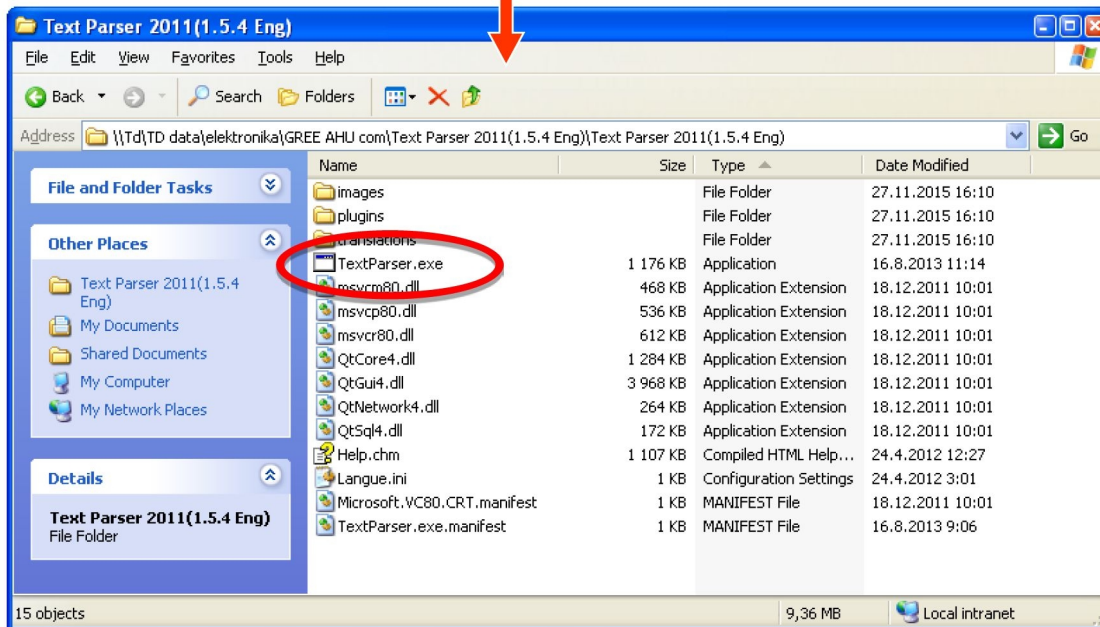 Text Parser 2011(1.5.4 Eng)
File Edit View Favorites Tools Help
Back Search Folders
Address \\Td\TD data\elektronika\GREE AHU com\Text Parser 2011(1.5.4 Eng)\Text Parser 2011(1.5.4 Eng) Go
File and Folder Tasks
Other Places
Text Parser 2011(1.5.4
Eng)
My Documents
Shared Documents
My Computer
My Network Places
Details
Text Parser 2011(1.5.4 Eng)
File Folder
Name Size Type Date Modified
images File Folder 27.11.2015 16:10
plugins File Folder 27.11.2015 16:10
translations File Folder 27.11.2015 16:10
TextParser.exe 1 176 KB Application 16.8.2013 11:14
msvcm80.dll 468 KB Application Extension 18.12.2011 10:01
msvcp80.dll 536 KB Application Extension 18.12.2011 10:01
msvcr80.dll 612 KB Application Extension 18.12.2011 10:01
QtCore4.dll 1 284 KB Application Extension 18.12.2011 10:01
QtGui4.dll 3 968 KB Application Extension 18.12.2011 10:01
QtNetwork4.dll 264 KB Application Extension 18.12.2011 10:01
QtSql4.dll 172 KB Application Extension 18.12.2011 10:01
Help.chm 1 107 KB Compiled HTML Help... 24.4.2012 12:27
Langue.ini 1 KB Configuration Settings 24.4.2012 3:01
Microsoft.VC80.CRT.manifest 1 KB MANIFEST File 18.12.2011 10:01
TextParser.exe.manifest 1 KB MANIFEST File 16.8.2013 9:06
15 objects 9,36 MB Local intranet